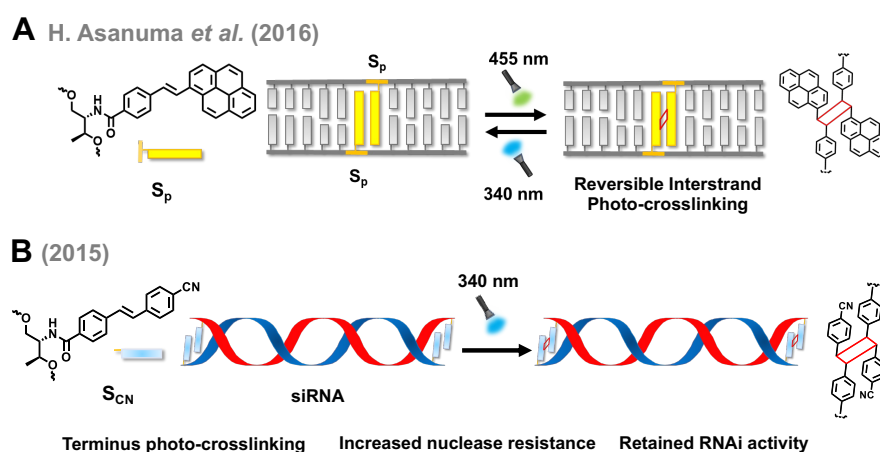 A H. Asanuma et al. (2016)
O
NH
O
O
Sp
Sp
Sp
455 nm
340 nm
Reversible Interstrand
Photo-crosslinking
B (2015)
CN
O
H
N
O
O
SCN
siRNA
340 nm
CN
NC
Terminus photo-crosslinking Increased nuclease resistance Retained RNAi activity